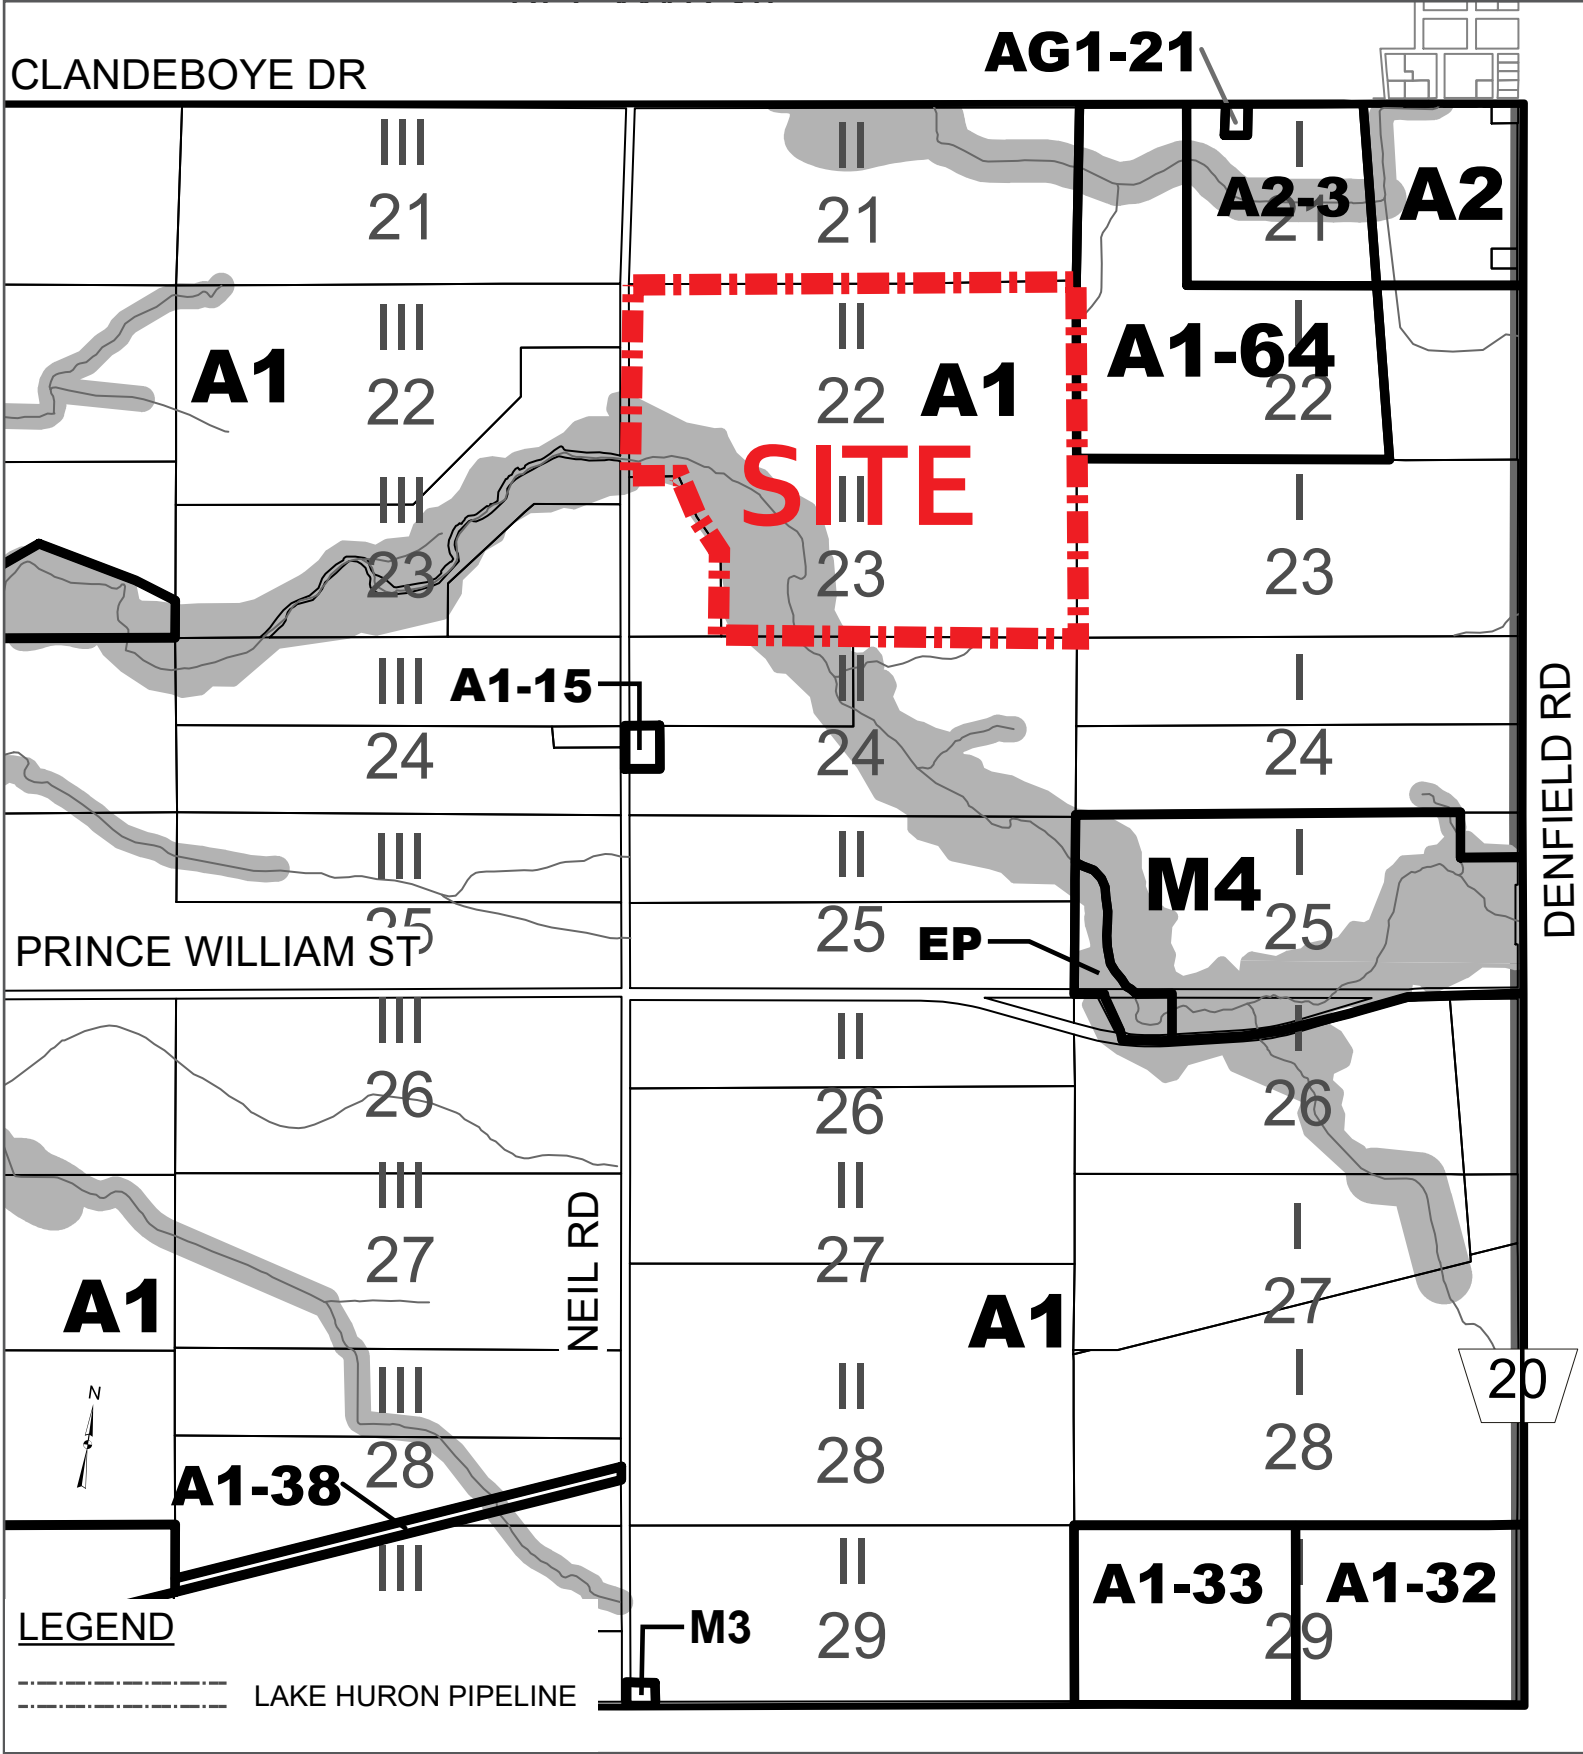 AG1-21
CLANDEBOYE DR
III
II
I
21
21
21
A2-3
A2
III
II
I
A1
22
22
A1
A1-64
22
SITE
III
II
I
23
23
23
III
II
I
A1-15
24
24
24
DENFIELD RD
III
II
I
M4
25
25
25
EP
PRINCE WILLIAM ST
III
II
I
26
26
26
III
II
I
NEIL RD
27
27
27
A1
A1
III
II
I
20
N
28
28
28
A1-38
III
II
I
A1-33
A1-32
LEGEND
M3
29
29
LAKE HURON PIPELINE